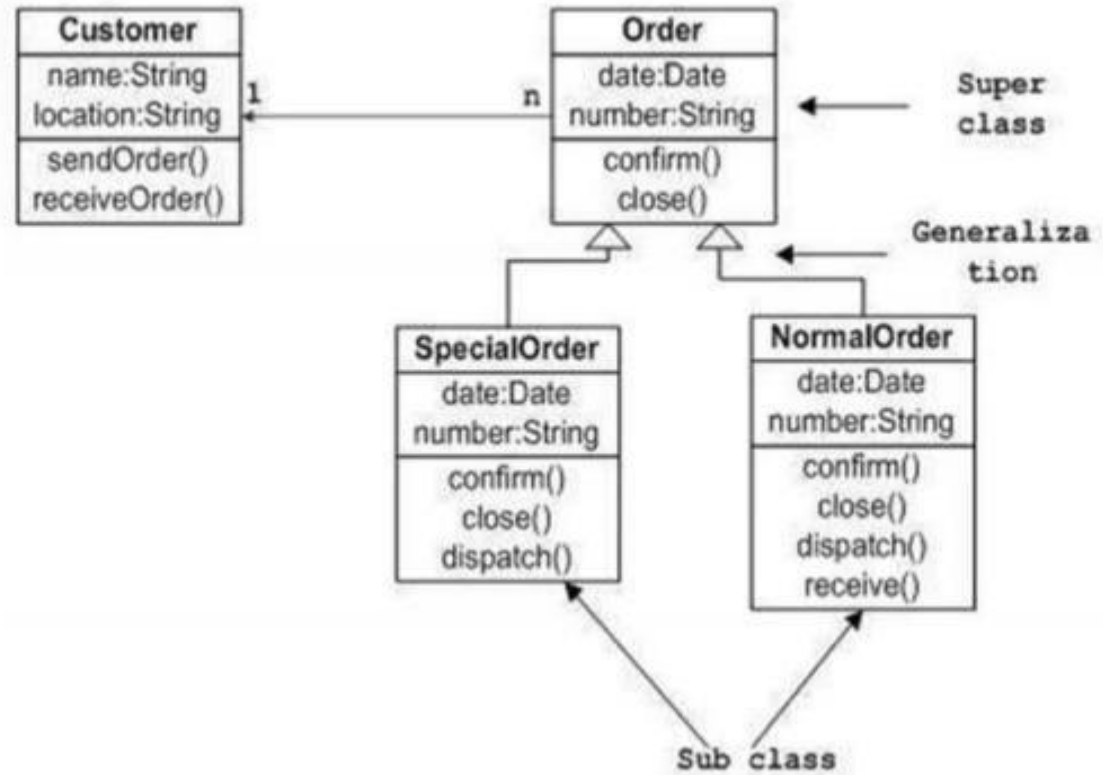 Customer
name:String
location:String
sendOrder()
receiveOrder()
1
n
Order
date:Date
number:String
confirm()
close()
Super
class
Generaliza
tion
SpecialOrder
date:Date
number:String
confirm()
close()
dispatch()
NormalOrder
date:Date
number:String
confirm()
close()
dispatch()
receive()
Sub class